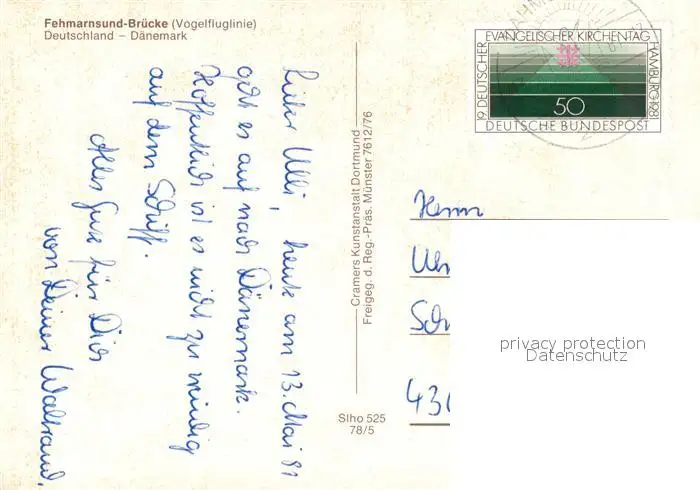 Fehmarnsund-Brücke (Vogelfluglinie)
Deutschland – Dänemark
Lieber Ulli, heute am 13. Mai 81
geht es auf nach Dänemark.
Hoffentlich ist es nicht zu windig
auf dem Schiff.
Alles Gute für Dich
von Deiner Waltraud.
Cramers Kunstanstalt Dortmund
Freigeg. d. Reg.-Präs. Münster 7612/76
Slho 525
78/5
19. DEUTSCHER EVANGELISCHER KIRCHENTAG HAMBURG 1981
50
DEUTSCHE BUNDESPOST
Herrn
Ulr
Sch
430
privacy protection
Datenschutz